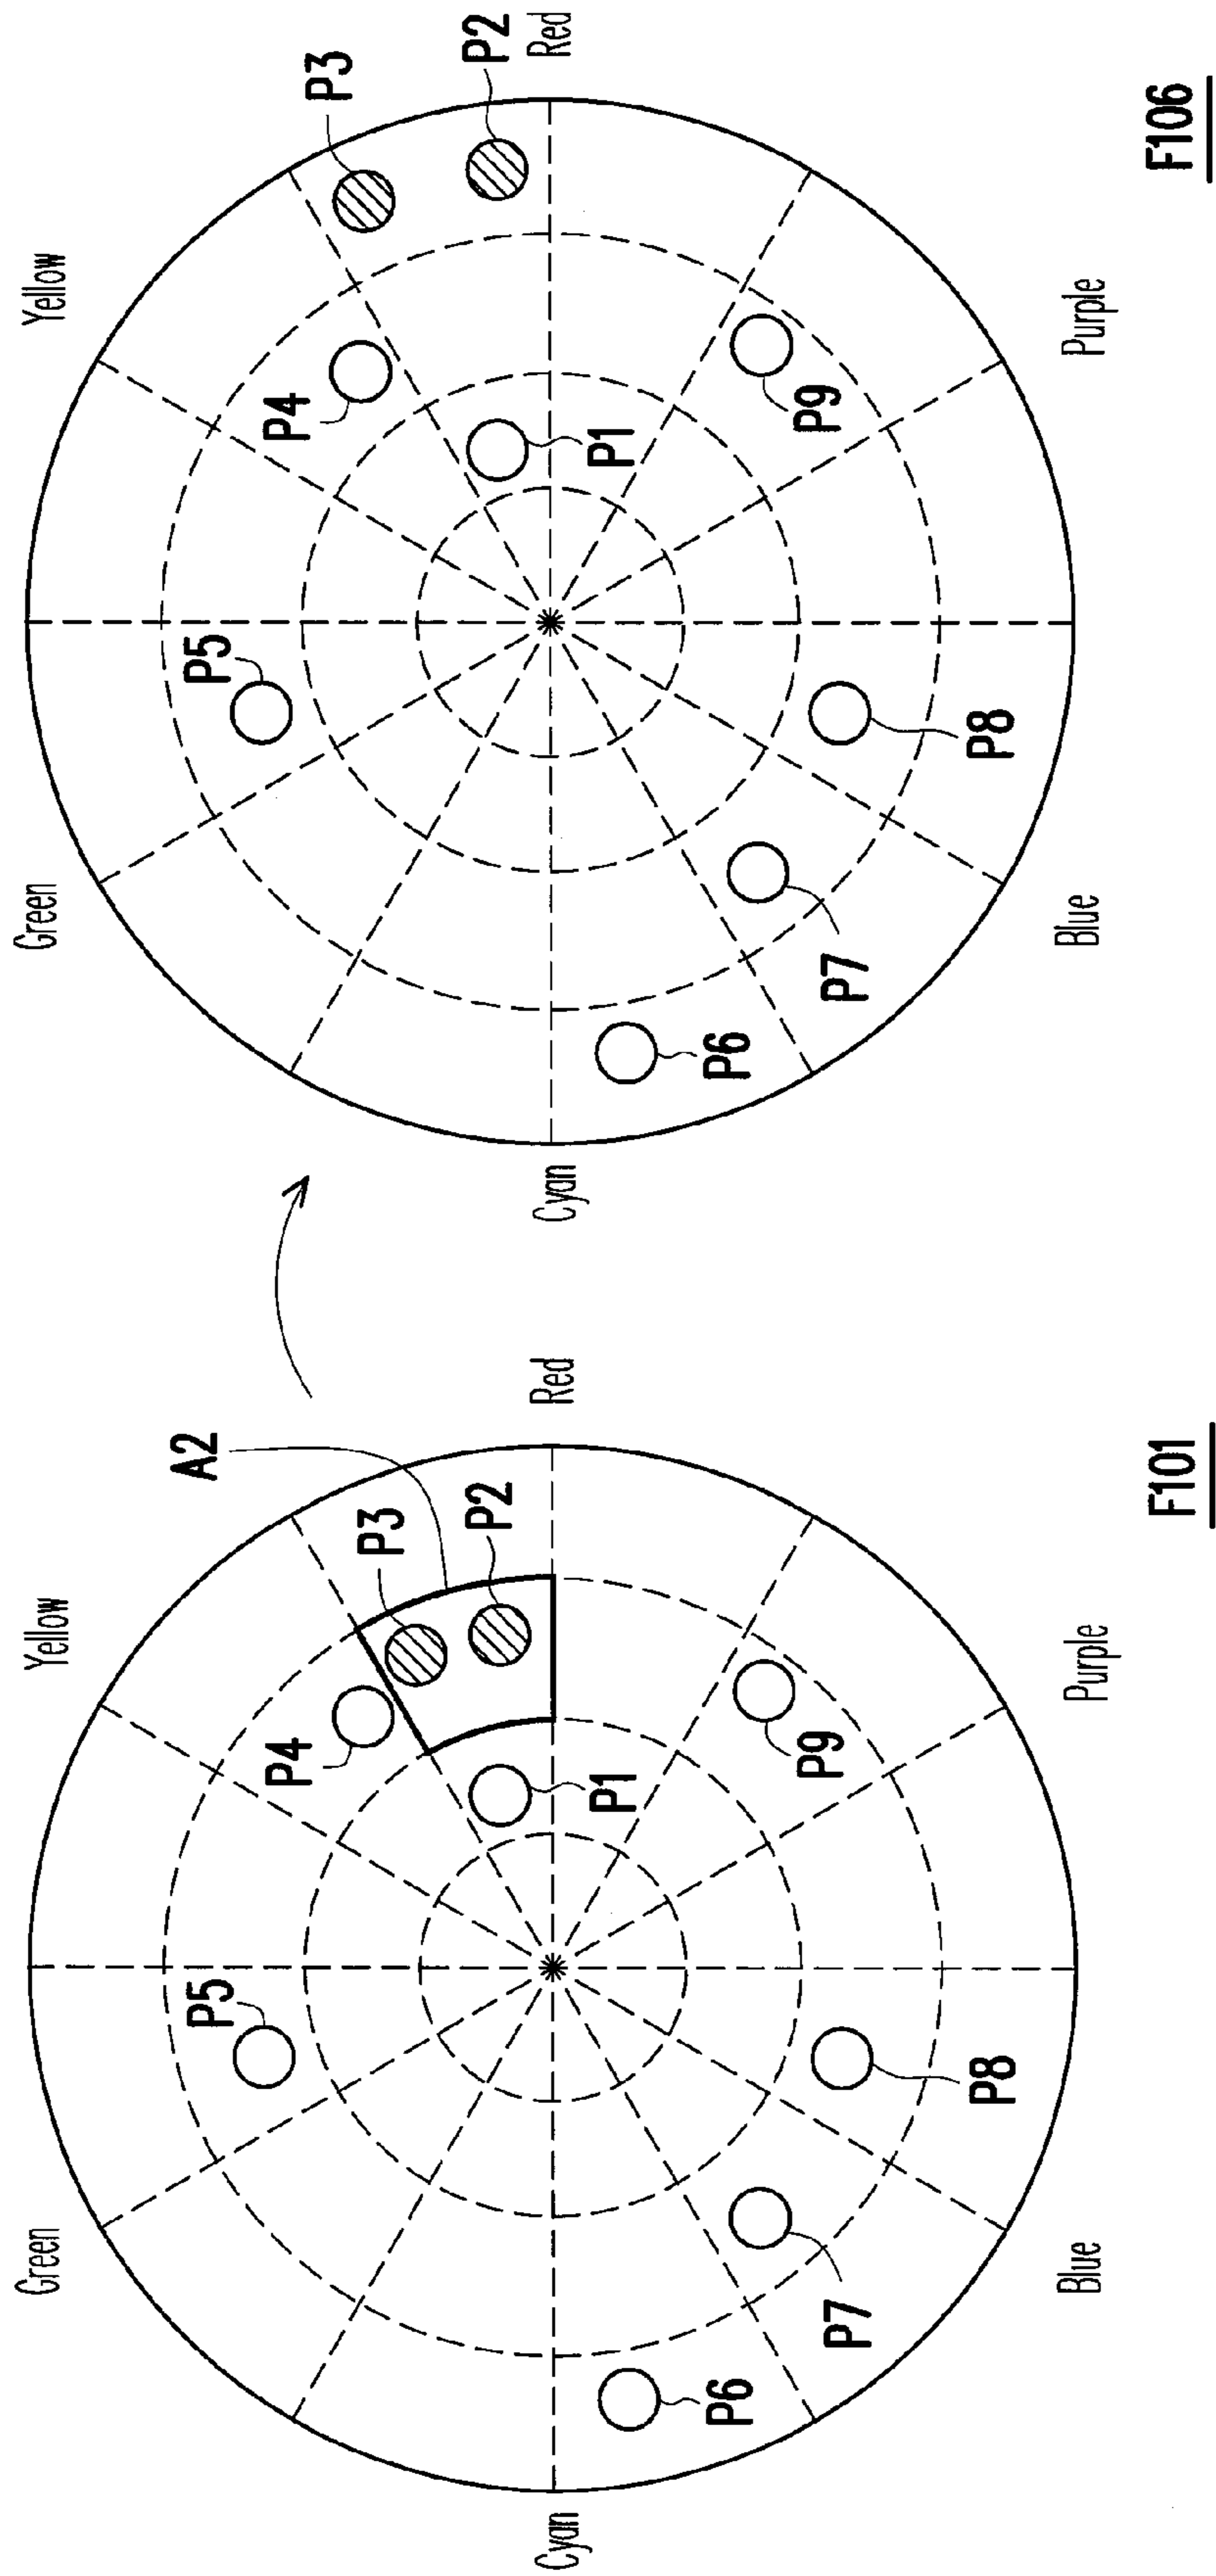 Yellow
Green
A2
P3
P2
P4
P5
P1
Red
Cyan
P6
P7
P8
P9
Blue
Purple
F101
Yellow
Green
P3
P2
P4
P5
P1
Red
Cyan
P6
P7
P8
P9
Blue
Purple
F106